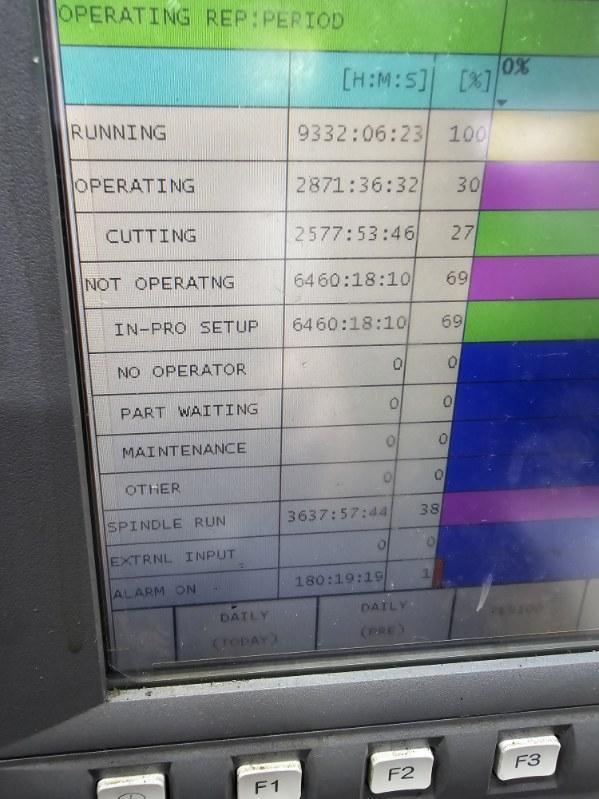 OPERATING REP:PERIOD
[H:M:S] [%] 0%
RUNNING 9332:06:23 100
OPERATING 2871:36:32 30
CUTTING 2577:53:46 27
NOT OPERATNG 6460:18:10 69
IN-PRO SETUP 6460:18:10 69
NO OPERATOR 0 0
PART WAITING 0 0
MAINTENANCE 0 0
OTHER 0 0
SPINDLE RUN 3637:57:44 38
EXTRNL INPUT 0 0
ALARM ON 180:19:19 1
DAILY DAILY PERIOD
(TODAY) (PRE)
F1 F2 F3